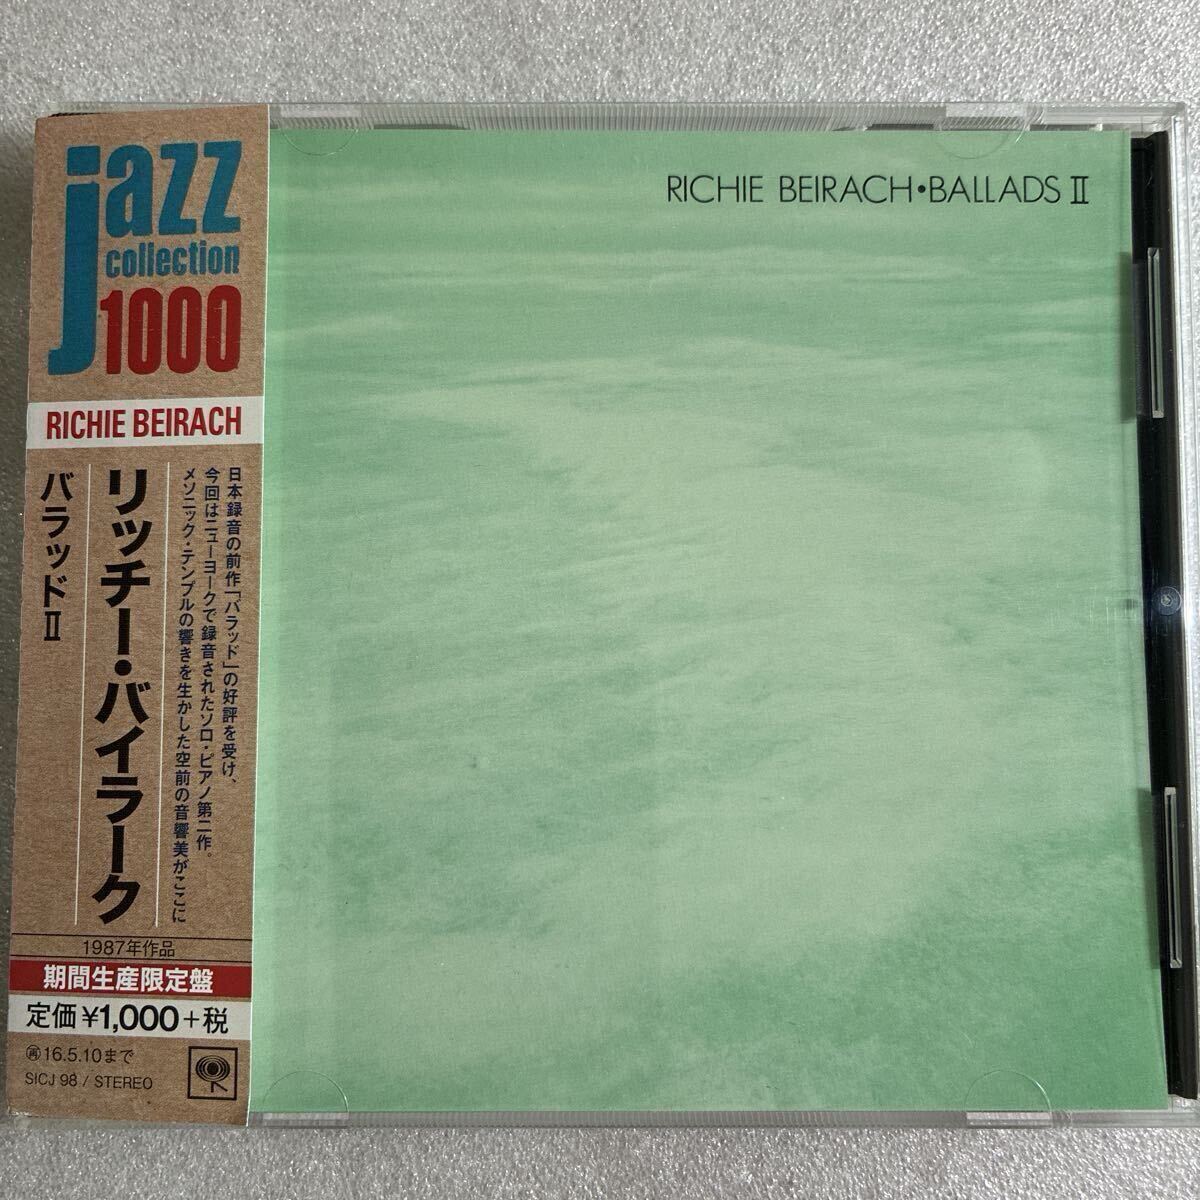 jazz
collection
1000
RICHIE BEIRACH
リッチー・バイラーク
バラッドⅡ
日本録音の前作「バラッド」の好評を受け、
今回はニューヨークで録音されたソロ・ピアノ第二作。
メソニック・テンプルの響きを生かした空前の音響美がここに
1987年作品
期間生産限定盤
定価¥1,000+税
㋐16.5.10まで
SICJ 98 / STEREO
RICHIE BEIRACH•BALLADS Ⅱ